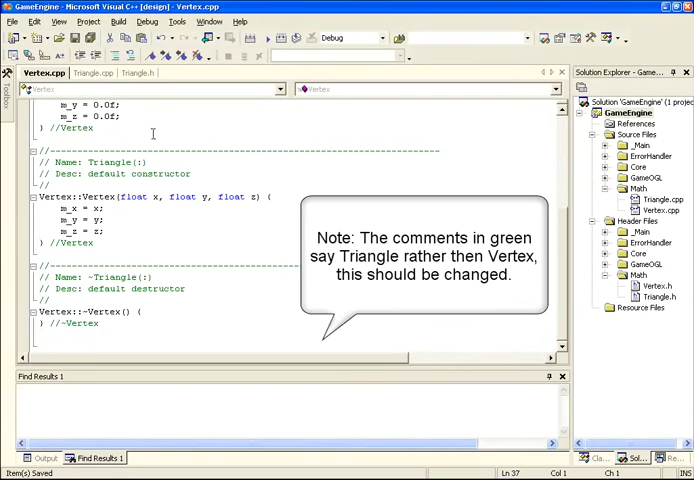 GameEngine - Microsoft Visual C++ [design] - Vertex.cpp
File Edit View Project Build Debug Tools Window Help
Debug
Vertex.cpp Triangle.cpp Triangle.h
Vertex Vertex
m_y = 0.0f;
m_z = 0.0f;
} //Vertex
//----------------------------------------------------------------------
// Name: Triangle(:)
// Desc: default constructor
//
Vertex::Vertex(float x, float y, float z) {
m_x = x;
m_y = y;
m_z = z;
} //Vertex
//----------------------------------------------
// Name: ~Triangle(:)
// Desc: default destructor
//
Vertex::~Vertex() {
} //~Vertex
Note: The comments in green
say Triangle rather then Vertex,
this should be changed.
Solution Explorer - Game...
Solution 'GameEngine'
GameEngine
References
Source Files
_Main
ErrorHandler
Core
GameOGL
Math
Triangle.cpp
Vertex.cpp
Header Files
_Main
ErrorHandler
Core
GameOGL
Math
Vertex.h
Triangle.h
Resource Files
Find Results 1
Output Find Results 1
Cla... Sol... Re...
Item(s) Saved Ln 37 Col 1 Ch 1 INS